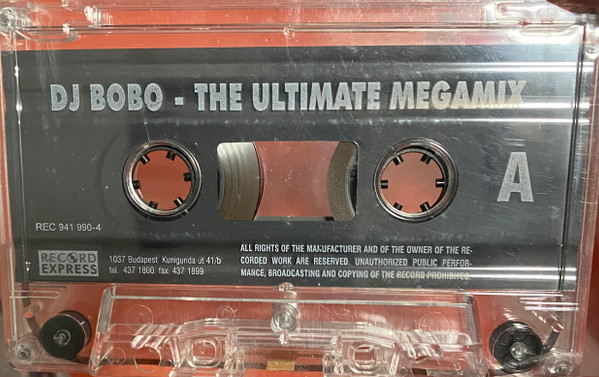 DJ BOBO - THE ULTIMATE MEGAMIX
A
REC 941 990-4
RECORD
EXPRESS
1037 Budapest Kunigunda út 41/b
tel. 437 1800 fax. 437 1899
ALL RIGHTS OF THE MANUFACTURER AND OF THE OWNER OF THE RE-
CORDED WORK ARE RESERVED. UNAUTHORIZED PUBLIC PERFOR-
MANCE, BROADCASTING AND COPYING OF THE RECORD PROHIBITED.